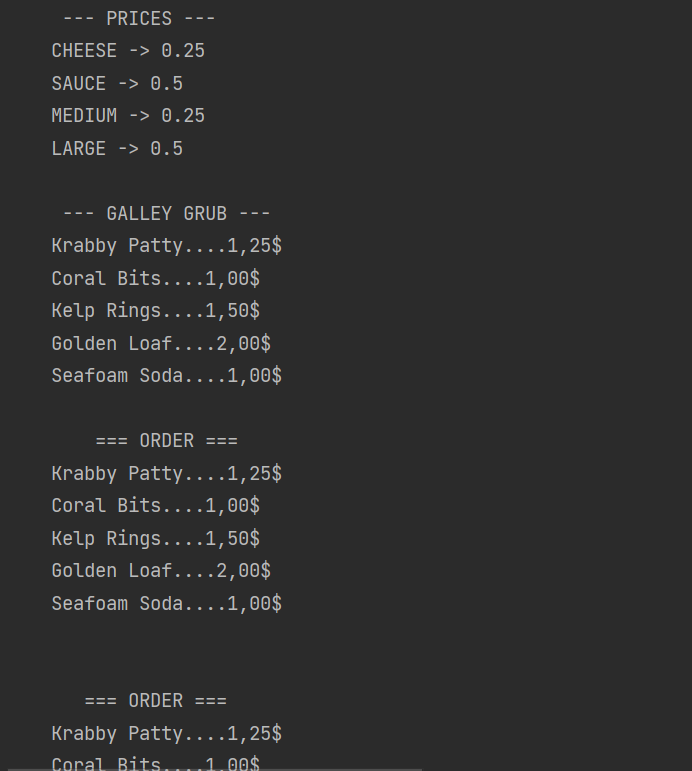 --- PRICES ---
CHEESE -> 0.25
SAUCE -> 0.5
MEDIUM -> 0.25
LARGE -> 0.5
--- GALLEY GRUB ---
Krabby Patty....1,25$
Coral Bits....1,00$
Kelp Rings....1,50$
Golden Loaf....2,00$
Seafoam Soda....1,00$
=== ORDER ===
Krabby Patty....1,25$
Coral Bits....1,00$
Kelp Rings....1,50$
Golden Loaf....2,00$
Seafoam Soda....1,00$
=== ORDER ===
Krabby Patty....1,25$
Coral Bits....1,00$